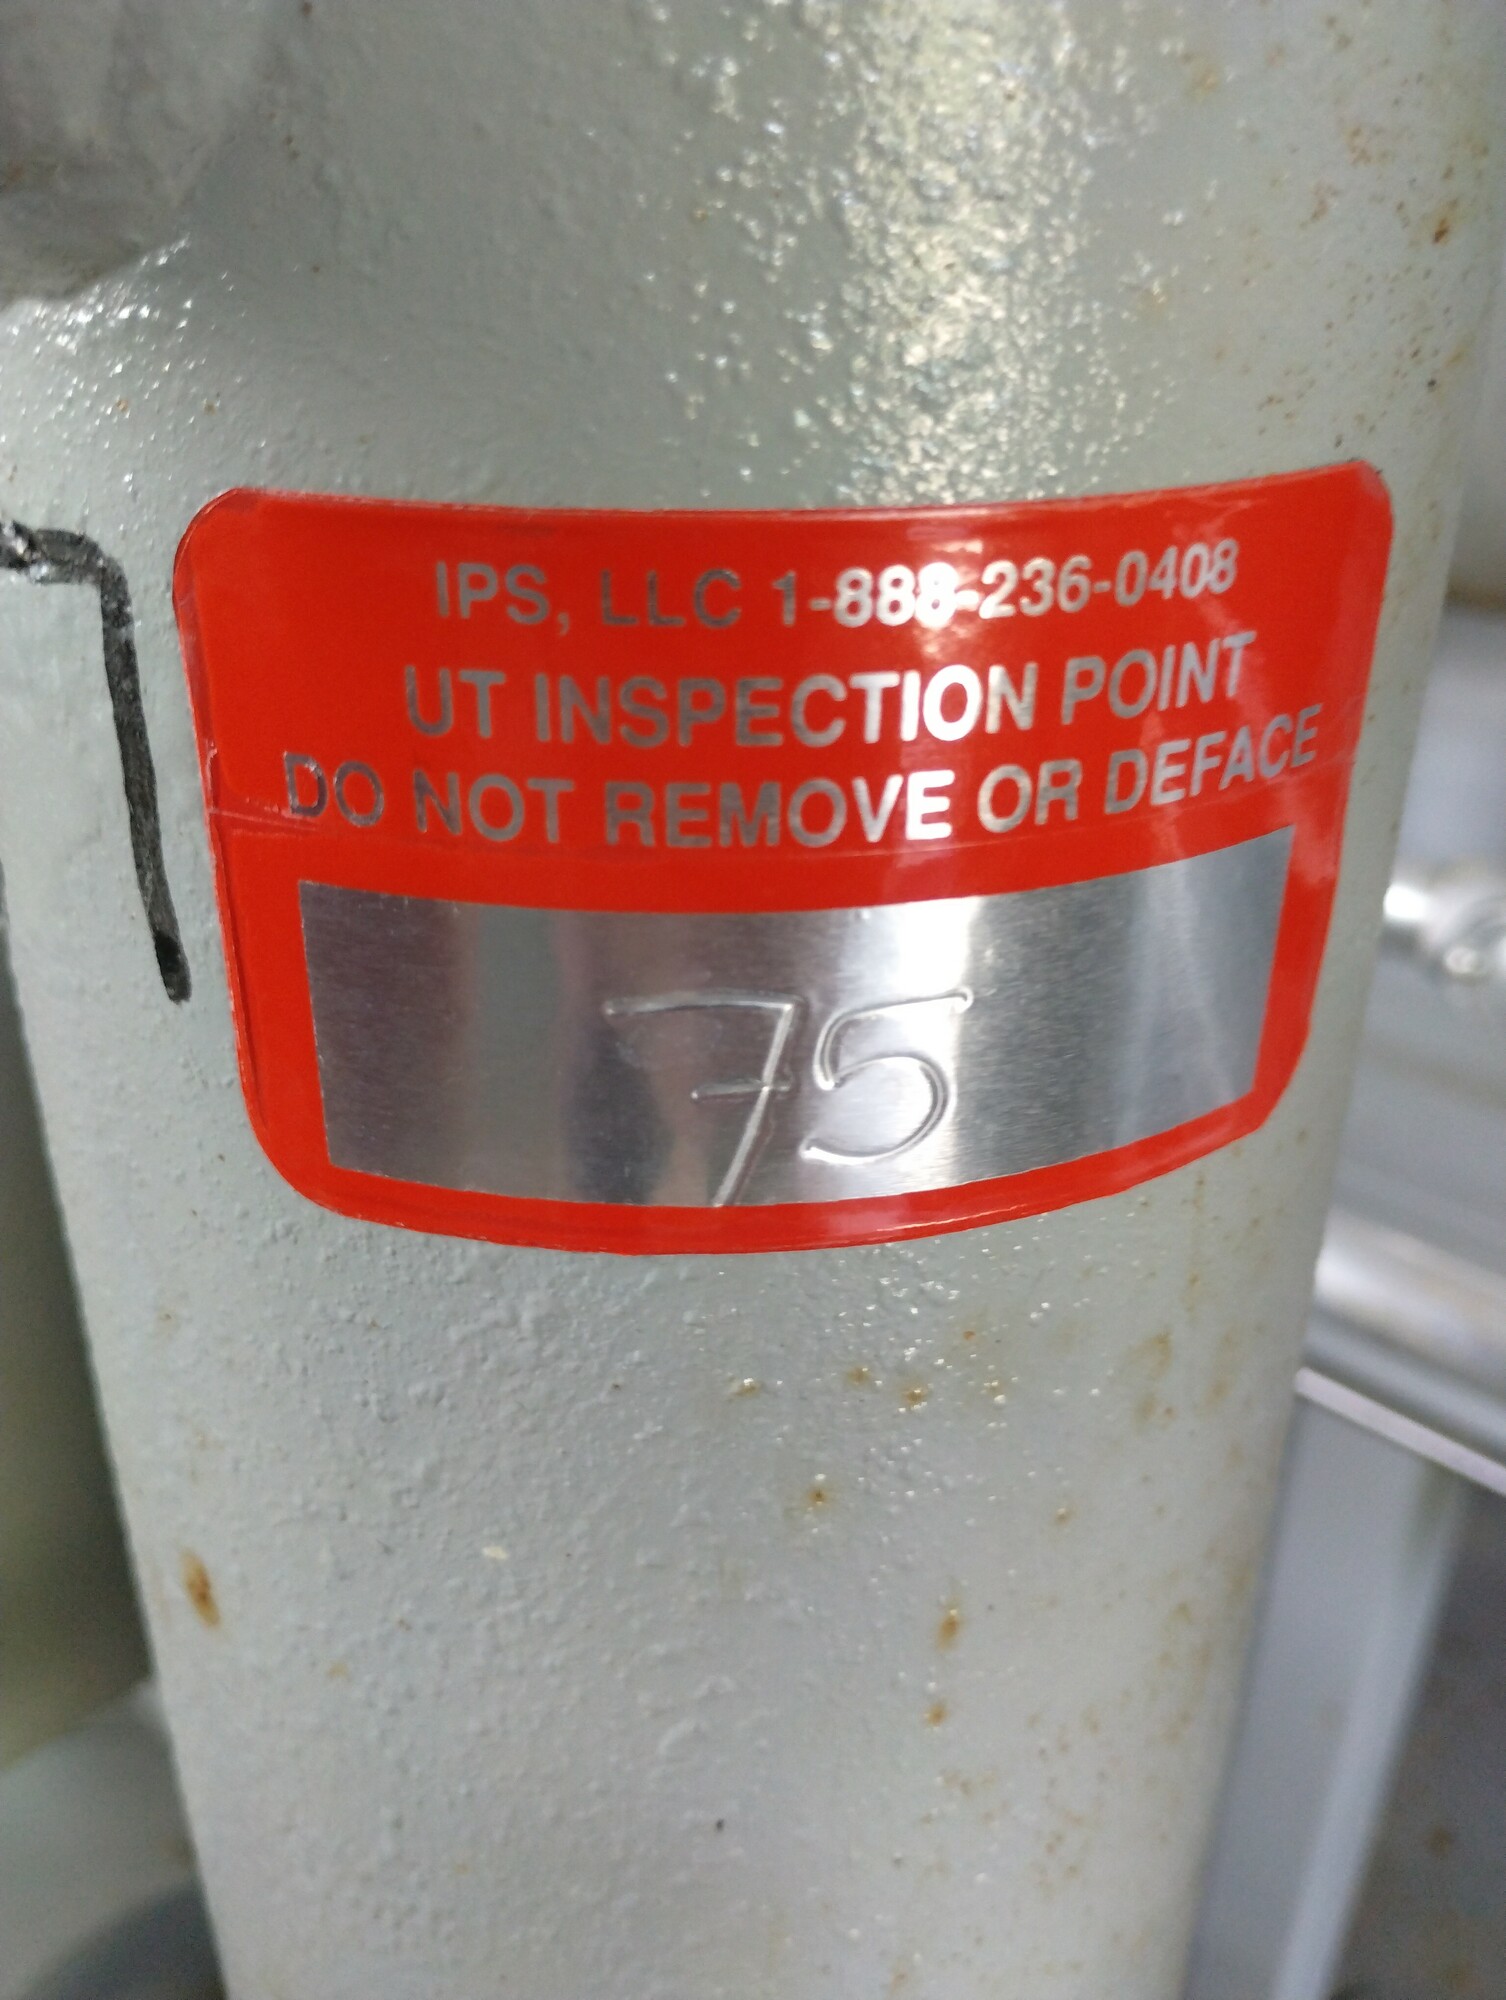 IPS, LLC 1-888-236-0408
UT INSPECTION POINT
DO NOT REMOVE OR DEFACE
75